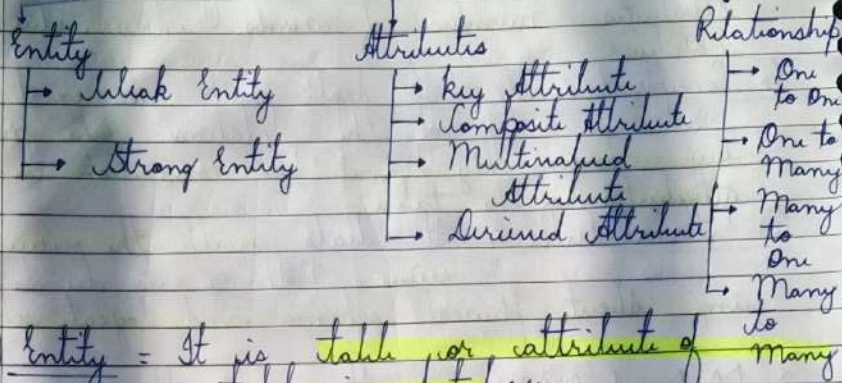 Entity Attributes Relationship
→ Weak Entity → Key Attribute → One to One
→ Composite Attribute
→ Strong Entity → Multivalued Attribute → One to Many
→ Derived Attribute → Many to One
→ Many to Many
Entity = It is table or attribute of